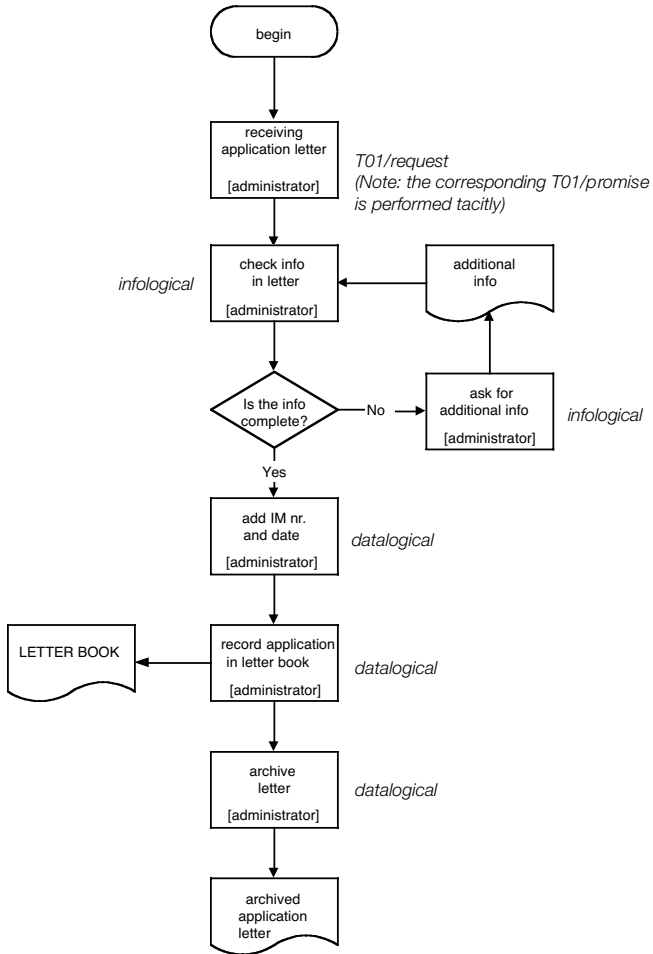 begin
receiving
application letter
[administrator]
T01/request
(Note: the corresponding T01/promise
is performed tacitly)
infological
check info
in letter
[administrator]
additional
info
Is the info
complete?
No
ask for
additional info
[administrator]
infological
Yes
add IM nr.
and date
[administrator]
datalogical
LETTER BOOK
record application
in letter book
[administrator]
datalogical
archive
letter
[administrator]
datalogical
archived
application
letter